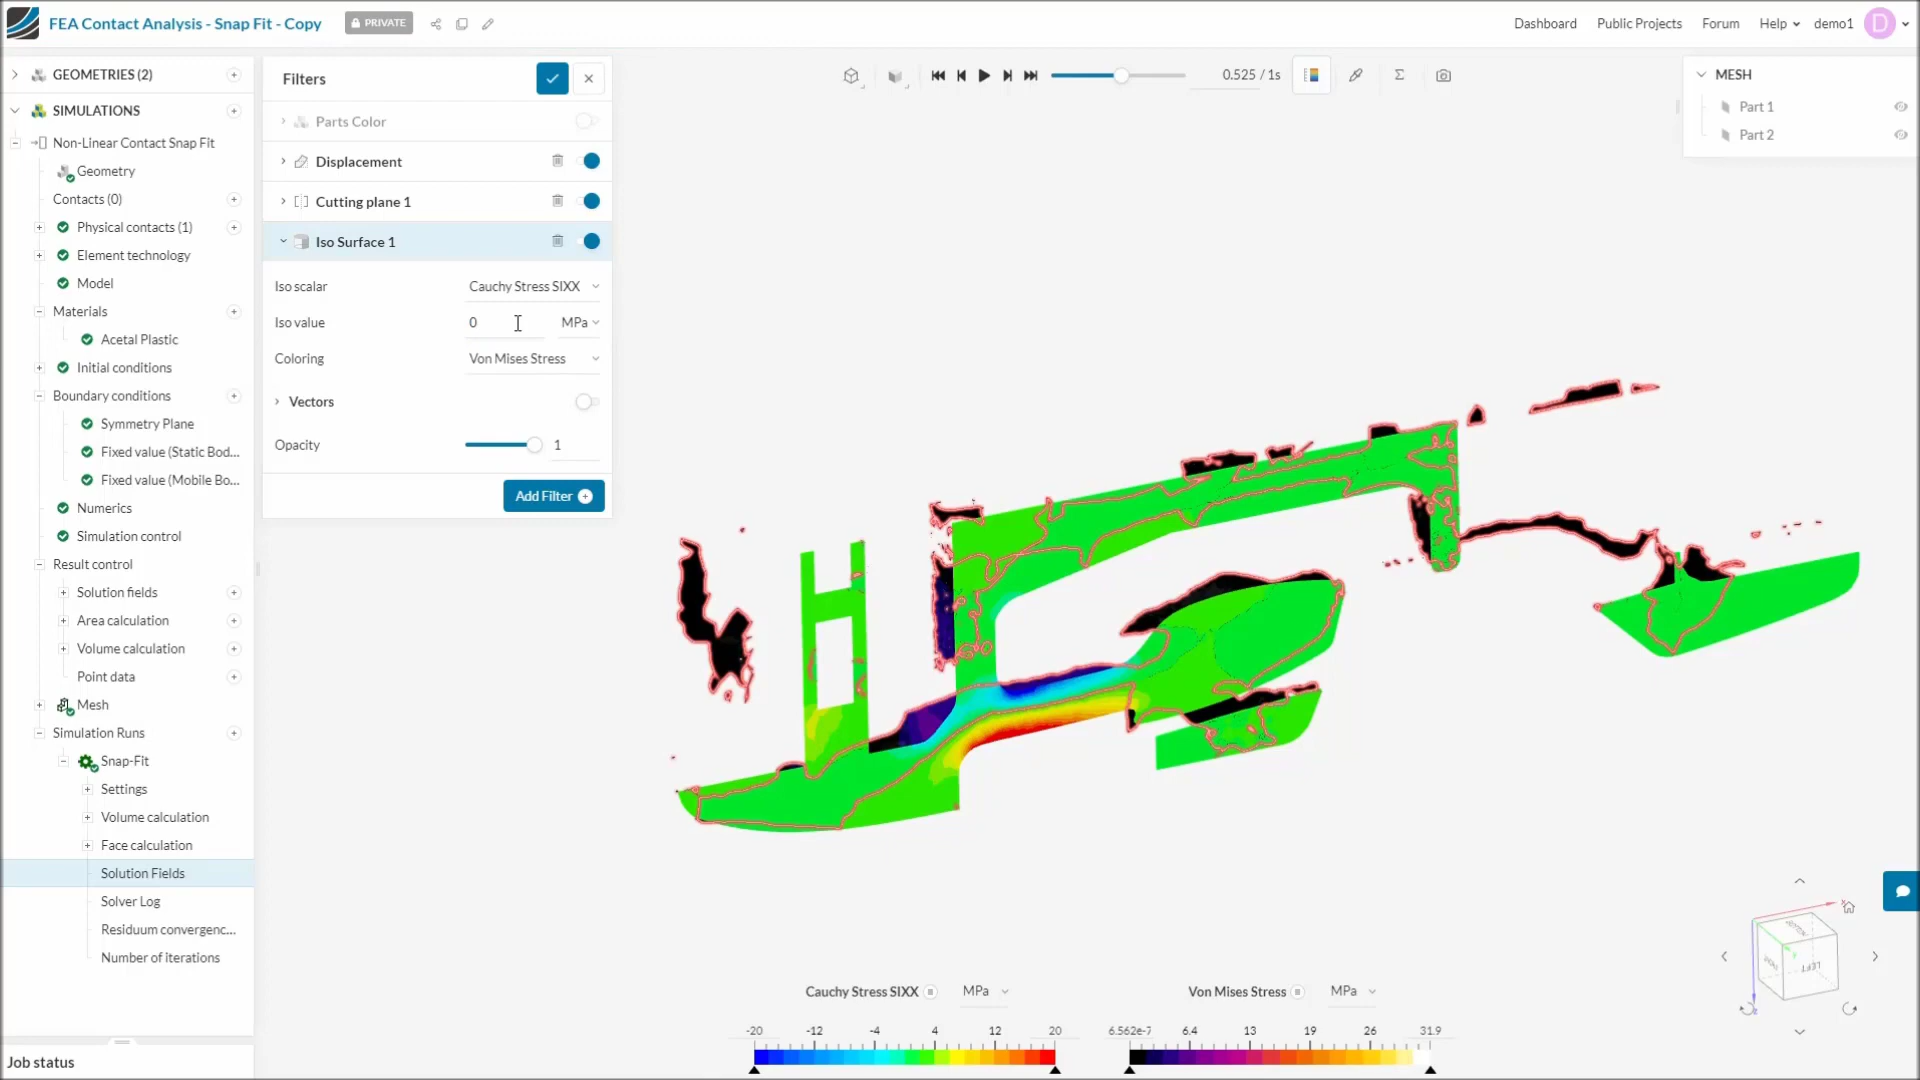 FEA Contact Analysis - Snap Fit - Copy
PRIVATE
Dashboard
Public Projects
Forum
Help
demo1
D
GEOMETRIES (2)
SIMULATIONS
Non-Linear Contact Snap Fit
Geometry
Contacts (0)
Physical contacts (1)
Element technology
Model
Materials
Acetal Plastic
Initial conditions
Boundary conditions
Symmetry Plane
Fixed value (Static Bod...
Fixed value (Mobile Bo...
Numerics
Simulation control
Result control
Solution fields
Area calculation
Volume calculation
Point data
Mesh
Simulation Runs
Snap-Fit
Settings
Volume calculation
Face calculation
Solution Fields
Solver Log
Residuum convergenc...
Number of iterations
Job status
Filters
Parts Color
Displacement
Cutting plane 1
Iso Surface 1
Iso scalar
Cauchy Stress SIXX
Iso value
0
MPa
Coloring
Von Mises Stress
Vectors
Opacity
1
Add Filter
0.525 / 1s
Σ
MESH
Part 1
Part 2
BOTTOM
LEFT
Cauchy Stress SIXX
MPa
-20 -12 -4 4 12 20
Von Mises Stress
MPa
6.562e-7 6.4 13 19 26 31.9